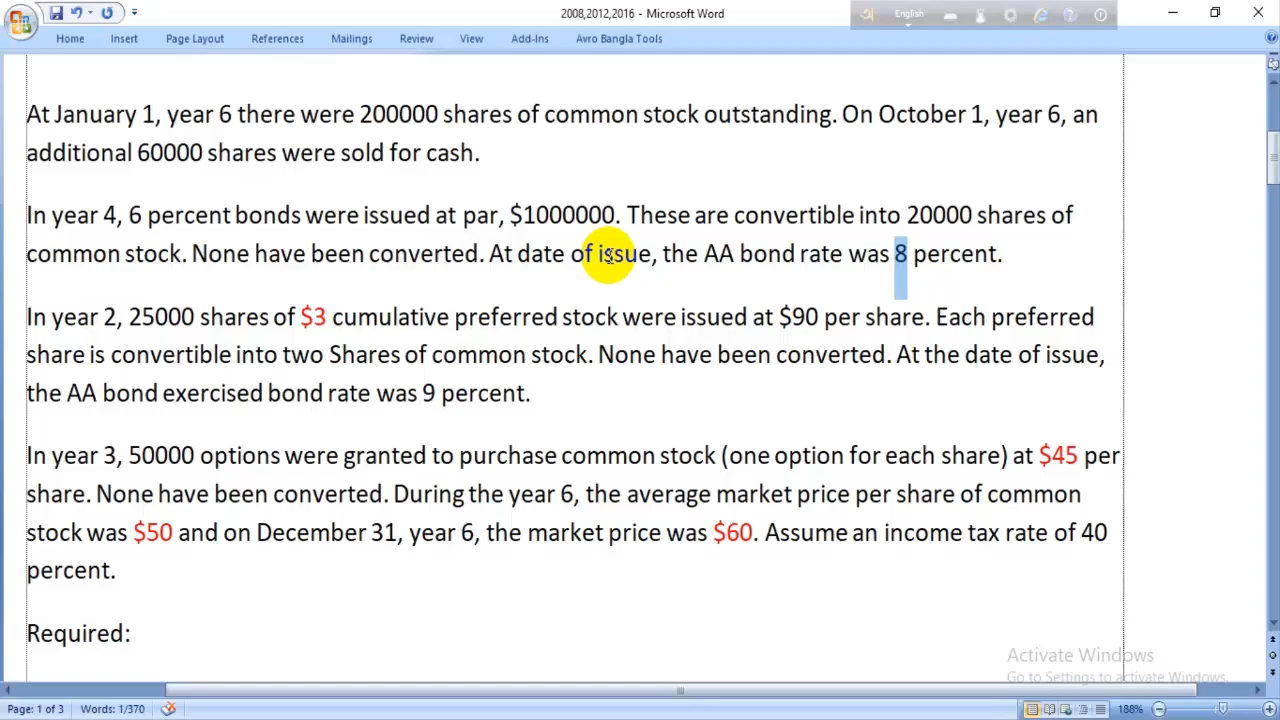 2008,2012,2016 - Microsoft Word
English
Home Insert Page Layout References Mailings Review View Add-Ins Avro Bangla Tools
At January 1, year 6 there were 200000 shares of common stock outstanding. On October 1, year 6, an
additional 60000 shares were sold for cash.
In year 4, 6 percent bonds were issued at par, $1000000. These are convertible into 20000 shares of
common stock. None have been converted. At date of issue, the AA bond rate was 8 percent.
In year 2, 25000 shares of $3 cumulative preferred stock were issued at $90 per share. Each preferred
share is convertible into two Shares of common stock. None have been converted. At the date of issue,
the AA bond exercised bond rate was 9 percent.
In year 3, 50000 options were granted to purchase common stock (one option for each share) at $45 per
share. None have been converted. During the year 6, the average market price per share of common
stock was $50 and on December 31, year 6, the market price was $60. Assume an income tax rate of 40
percent.
Required:
Activate Windows
Go to Settings to activate Windows.
Page: 1 of 3 Words: 1/370 188%